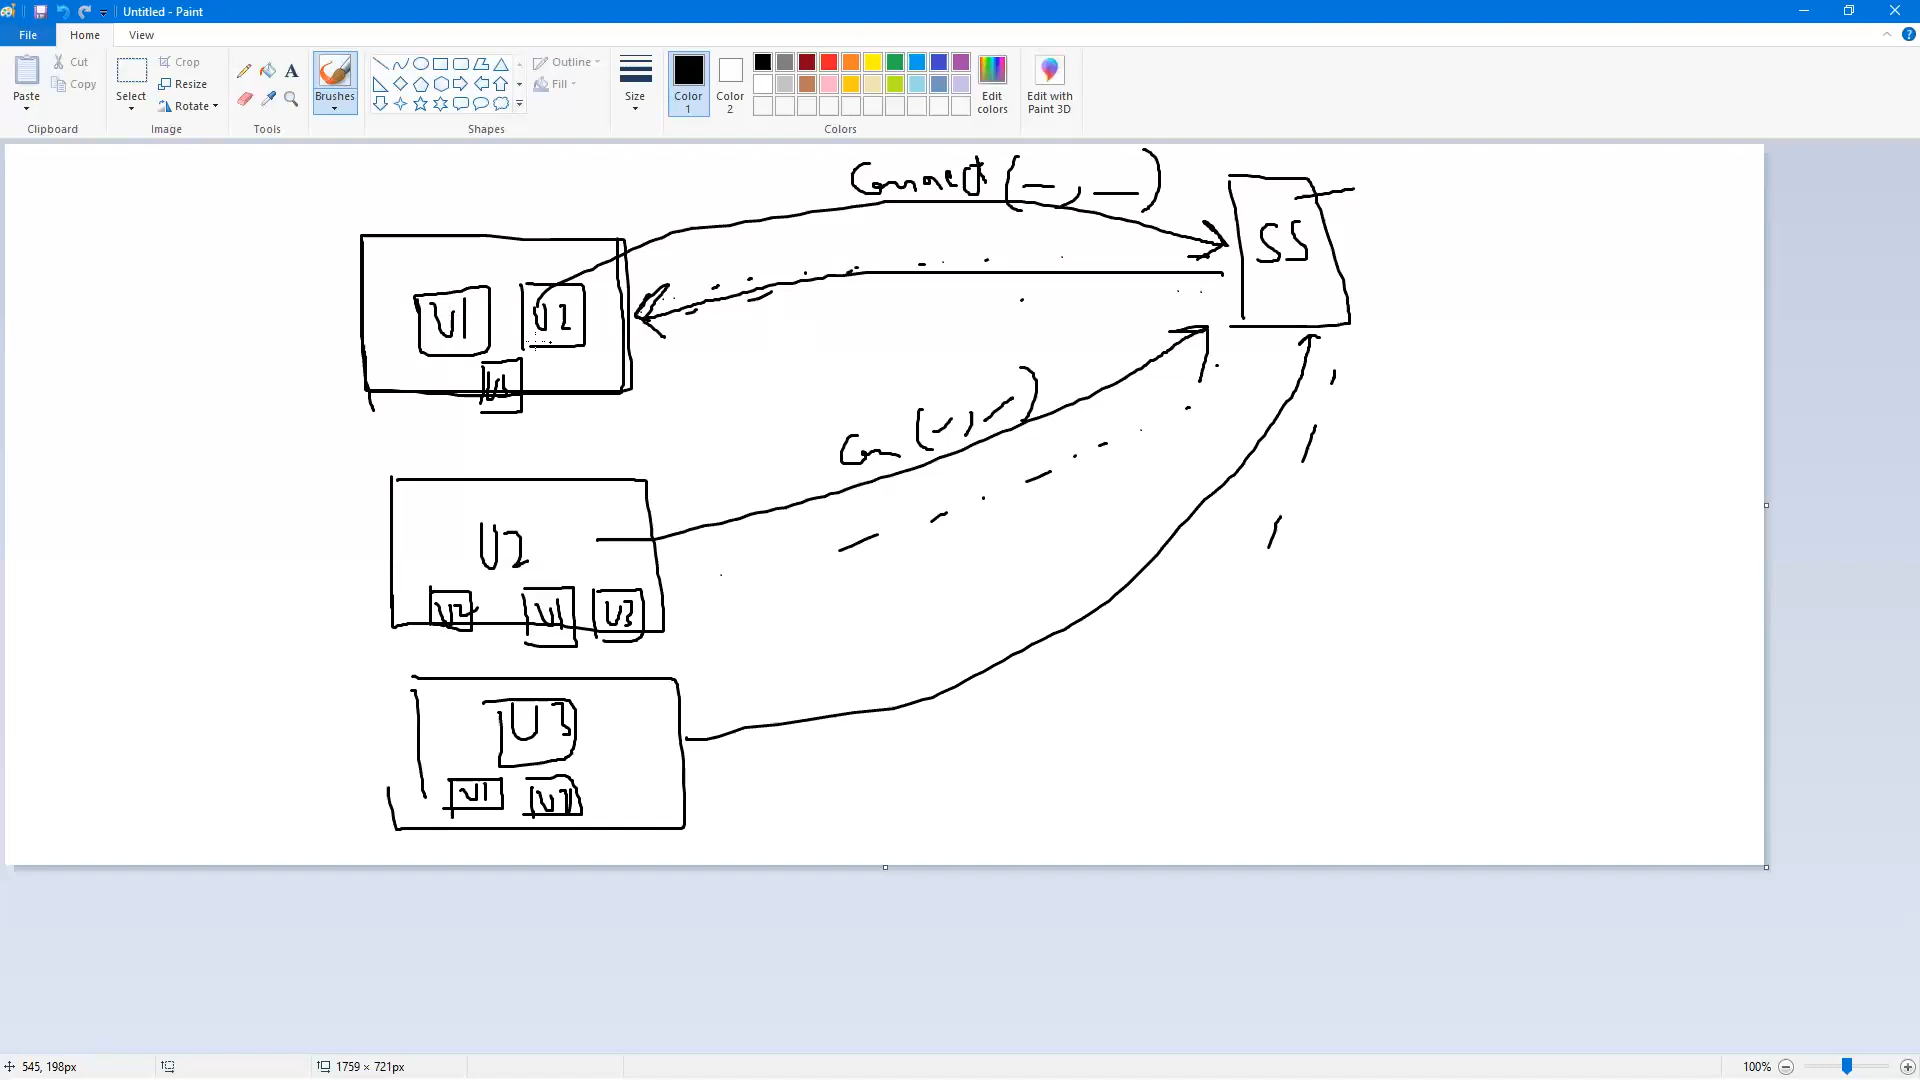 Untitled - Paint
File
Home
View
Paste
Cut
Copy
Clipboard
Select
Crop
Resize
Rotate
Image
Tools
Brushes
Shapes
Outline
Fill
Size
Color 1
Color 2
Edit colors
Edit with Paint 3D
Colors
Connect ( _ , _ )
SS
U1
U2
Con ( - , - )
U2
U2
U1
U3
U3
U1
545, 198px
1759 × 721px
100%